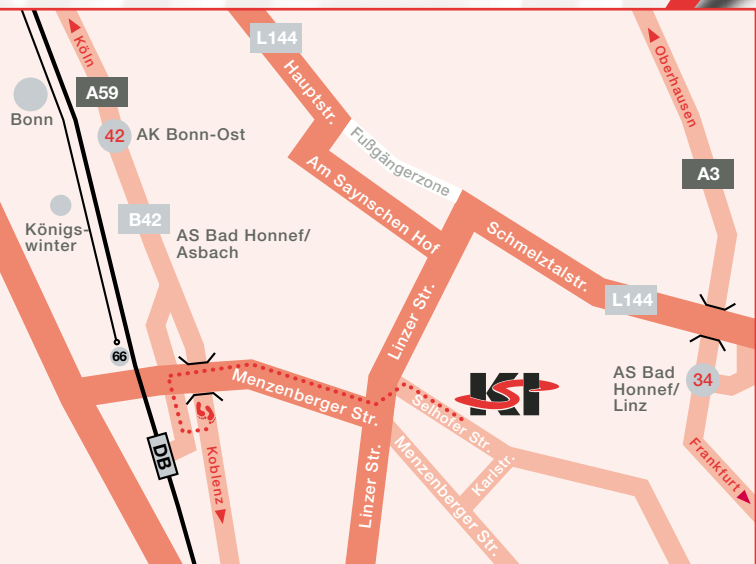 L144
Köln
Hauptstr.
Oberhausen
A59
Bonn
42
AK Bonn-Ost
Fußgängerzone
Am Saynschen Hof
A3
B42
Königs-
winter
AS Bad Honnef/
Asbach
Schmelztalstr.
Linzer Str.
L144
66
Menzenberger Str.
KSI
Selhofer Str.
AS Bad
Honnef/
Linz
34
DB
Koblenz
Linzer Str.
Menzenberger Str.
Karlstr.
Frankfurt